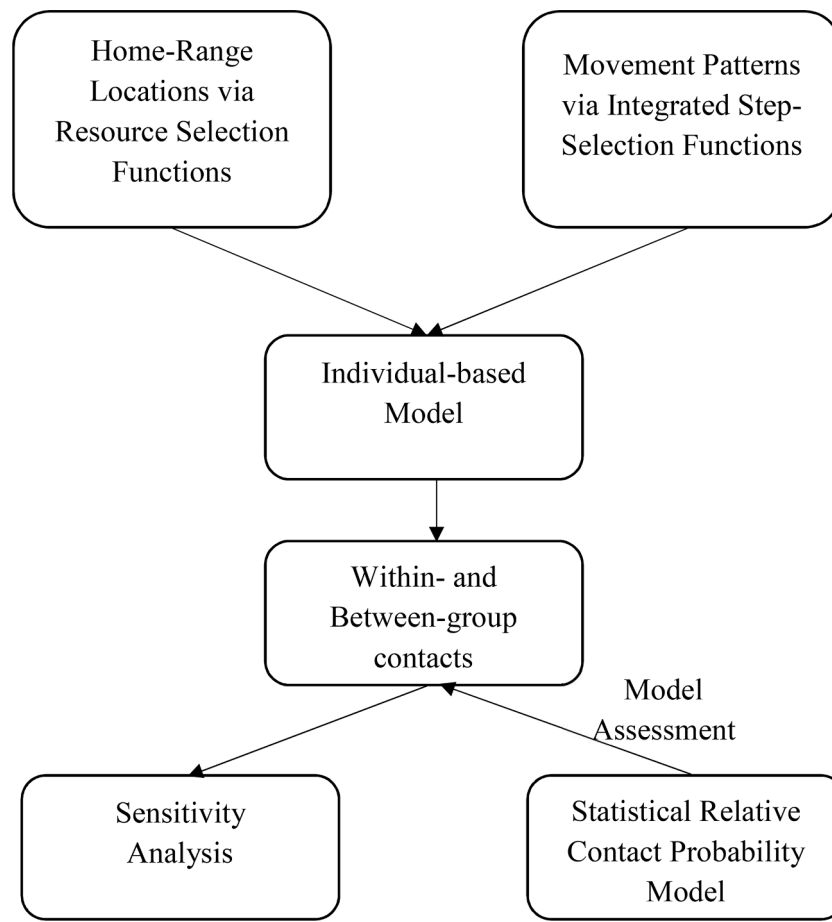 Home-Range
Locations via
Resource Selection
Functions
Movement Patterns
via Integrated Step-
Selection Functions
Individual-based
Model
Within- and
Between-group
contacts
Model
Assessment
Sensitivity
Analysis
Statistical Relative
Contact Probability
Model